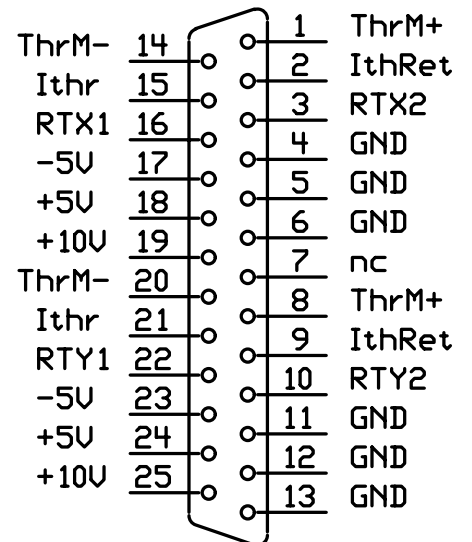 1 ThrM+
ThrM- 14
2 IthRet
Ithr 15
3 RTX2
RTX1 16
4 GND
-5V 17
5 GND
+5V 18
6 GND
+10V 19
7 nc
ThrM- 20
8 ThrM+
Ithr 21
9 IthRet
RTY1 22
10 RTY2
-5V 23
11 GND
+5V 24
12 GND
+10V 25
13 GND